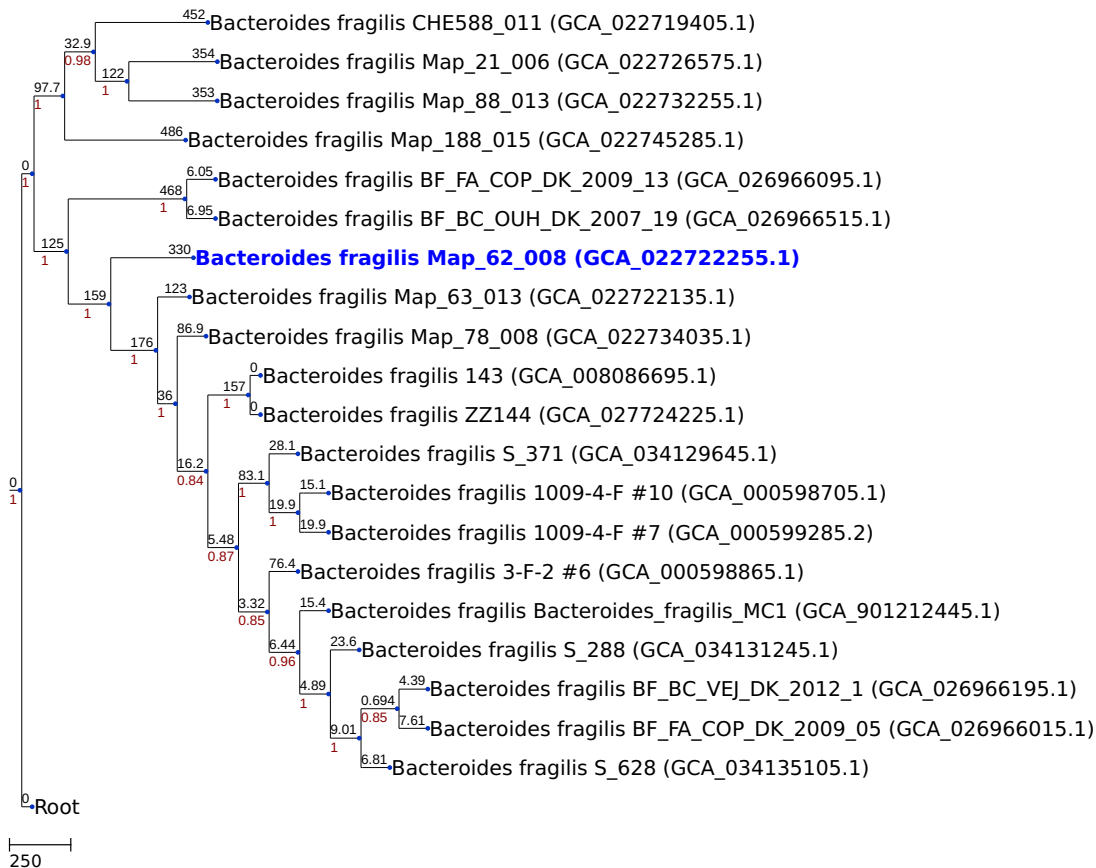 452 Bacteroides fragilis CHE588_011 (GCA_022719405.1)
32.9
0.98
354 Bacteroides fragilis Map_21_006 (GCA_022726575.1)
122
1
97.7
1
353 Bacteroides fragilis Map_88_013 (GCA_022732255.1)
486 Bacteroides fragilis Map_188_015 (GCA_022745285.1)
0
1
6.05 Bacteroides fragilis BF_FA_COP_DK_2009_13 (GCA_026966095.1)
468
1
6.95 Bacteroides fragilis BF_BC_OUH_DK_2007_19 (GCA_026966515.1)
125
1
330 Bacteroides fragilis Map_62_008 (GCA_022722255.1)
159
1
123 Bacteroides fragilis Map_63_013 (GCA_022722135.1)
176
1
86.9 Bacteroides fragilis Map_78_008 (GCA_022734035.1)
0 Bacteroides fragilis 143 (GCA_008086695.1)
36
1
157
1
0 Bacteroides fragilis ZZ144 (GCA_027724225.1)
28.1 Bacteroides fragilis S_371 (GCA_034129645.1)
16.2
0.84
83.1
1
15.1 Bacteroides fragilis 1009-4-F #10 (GCA_000598705.1)
0
1
19.9
1
19.9 Bacteroides fragilis 1009-4-F #7 (GCA_000599285.2)
5.48
0.87
76.4 Bacteroides fragilis 3-F-2 #6 (GCA_000598865.1)
3.32
0.85
15.4 Bacteroides fragilis Bacteroides_fragilis_MC1 (GCA_901212445.1)
6.44
0.96
23.6 Bacteroides fragilis S_288 (GCA_034131245.1)
4.89
1
4.39 Bacteroides fragilis BF_BC_VEJ_DK_2012_1 (GCA_026966195.1)
0.694
0.85
7.61 Bacteroides fragilis BF_FA_COP_DK_2009_05 (GCA_026966015.1)
9.01
1
6.81 Bacteroides fragilis S_628 (GCA_034135105.1)
0 Root
250